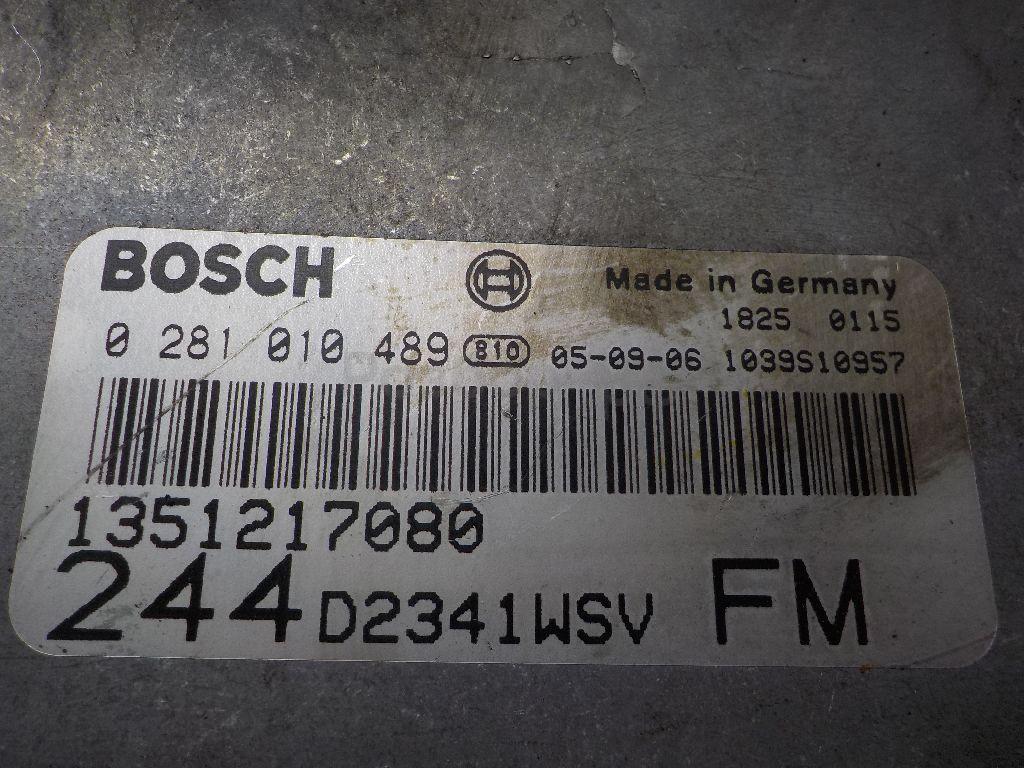 BOSCH Made in Germany
1825 0115
0 281 010 489 810 05-09-06 1039S10957
1351217080
244 D2341WSV FM